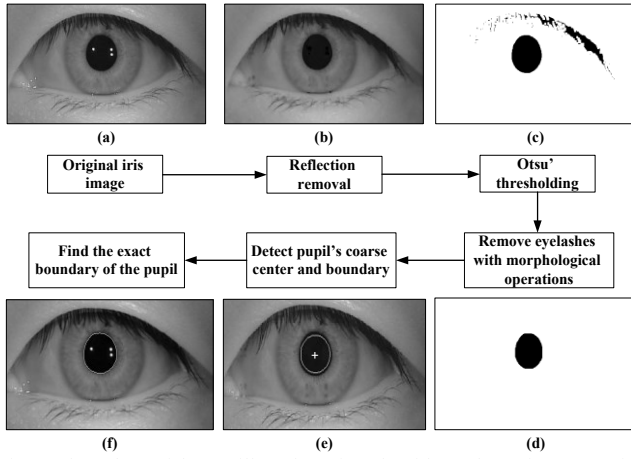 (a)
(b)
(c)
Original iris
image
Reflection
removal
Otsu'
thresholding
Find the exact
boundary of the pupil
Detect pupil's coarse
center and boundary
Remove eyelashes
with morphological
operations
(f)
(e)
(d)